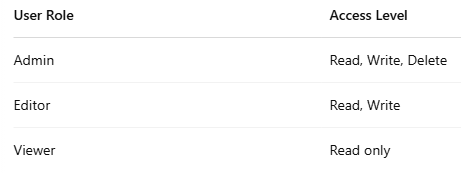 User Role Access Level
Admin Read, Write, Delete
Editor Read, Write
Viewer Read only